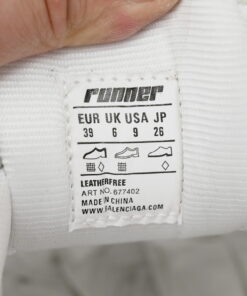 runner
EUR UK USA JP
39 6 9 26
LEATHERFREE
ART NO. 677402
MADE IN CHINA
WWW.BALENCIAGA.COM